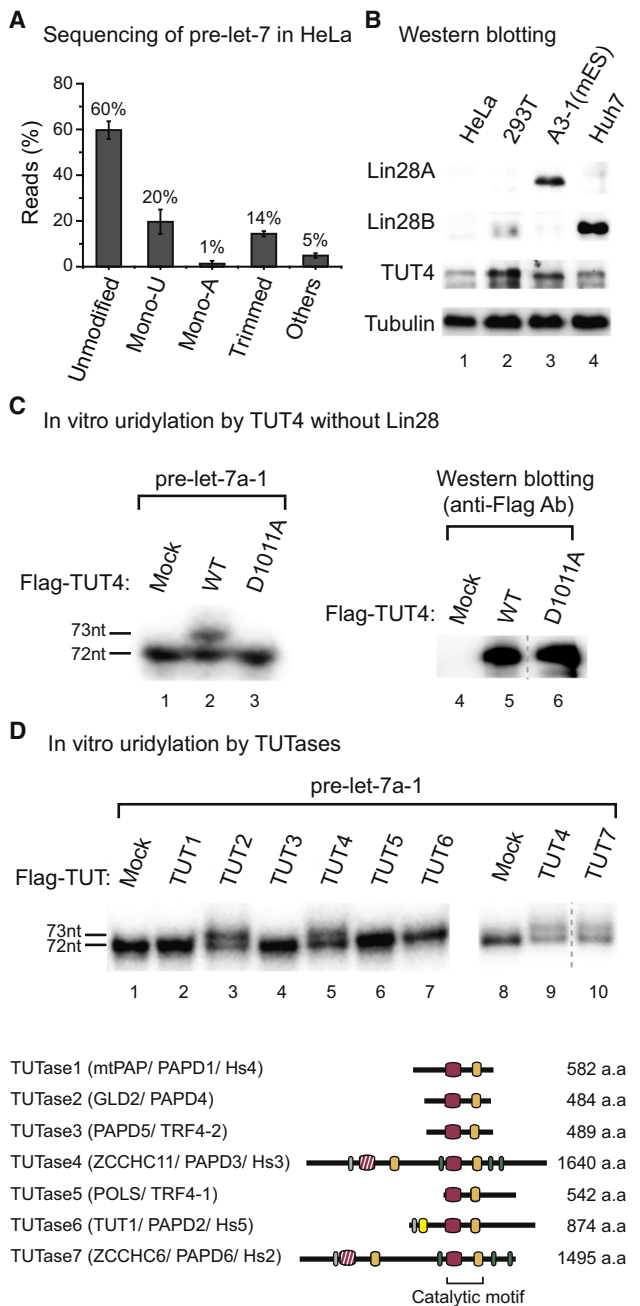 A Sequencing of pre-let-7 in HeLa
Reads (%)
80
60
40
20
0
60%
20%
1%
14%
5%
Unmodified
Mono-U
Mono-A
Trimmed
Others
B Western blotting
HeLa 293T A3-1(mES) Huh7
Lin28A
Lin28B
TUT4
Tubulin
1 2 3 4
C In vitro uridylation by TUT4 without Lin28
pre-let-7a-1
Flag-TUT4: Mock WT D1011A
73nt
72nt
1 2 3
Western blotting
(anti-Flag Ab)
Flag-TUT4: Mock WT D1011A
4 5 6
D In vitro uridylation by TUTases
pre-let-7a-1
Flag-TUT: Mock TUT1 TUT2 TUT3 TUT4 TUT5 TUT6 Mock TUT4 TUT7
73nt
72nt
1 2 3 4 5 6 7 8 9 10
TUTase1 (mtPAP/ PAPD1/ Hs4) 582 a.a
TUTase2 (GLD2/ PAPD4) 484 a.a
TUTase3 (PAPD5/ TRF4-2) 489 a.a
TUTase4 (ZCCHC11/ PAPD3/ Hs3) 1640 a.a
TUTase5 (POLS/ TRF4-1) 542 a.a
TUTase6 (TUT1/ PAPD2/ Hs5) 874 a.a
TUTase7 (ZCCHC6/ PAPD6/ Hs2) 1495 a.a
Catalytic motif